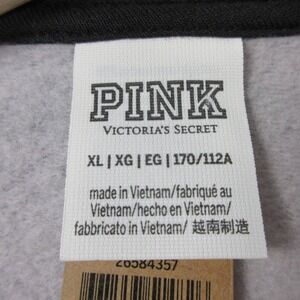 PINK
VICTORIA'S SECRET
XL | XG | EG | 170/112A
made in Vietnam/fabriqué au
Vietnam/hecho en Vietnam/
fabbricato in Vietnam/ 越南制造
26584357